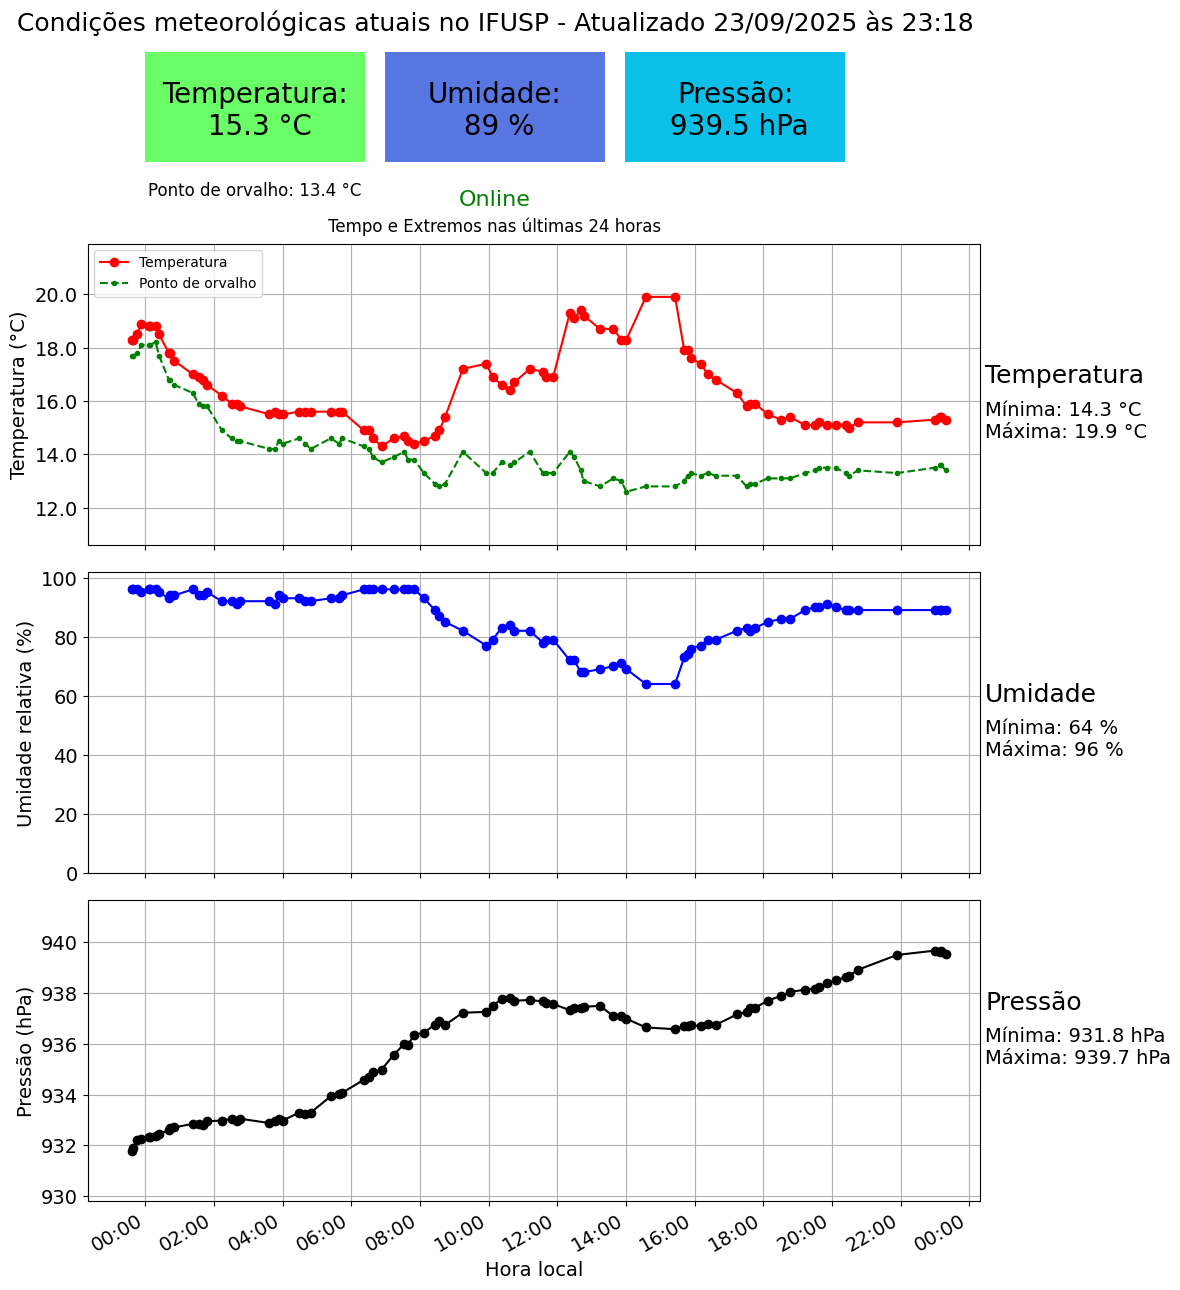 Condições meteorológicas atuais no IFUSP - Atualizado 23/09/2025 às 23:18
Temperatura:
15.3 °C
Umidade:
89 %
Pressão:
939.5 hPa
Ponto de orvalho: 13.4 °C
Online
Tempo e Extremos nas últimas 24 horas
Temperatura
Ponto de orvalho
Temperatura (°C)
20.0
18.0
16.0
14.0
12.0
Temperatura
Mínima: 14.3 °C
Máxima: 19.9 °C
Umidade relativa (%)
100
80
60
40
20
0
Umidade
Mínima: 64 %
Máxima: 96 %
Pressão (hPa)
940
938
936
934
932
930
Pressão
Mínima: 931.8 hPa
Máxima: 939.7 hPa
00:00 02:00 04:00 06:00 08:00 10:00 12:00 14:00 16:00 18:00 20:00 22:00 00:00
Hora local